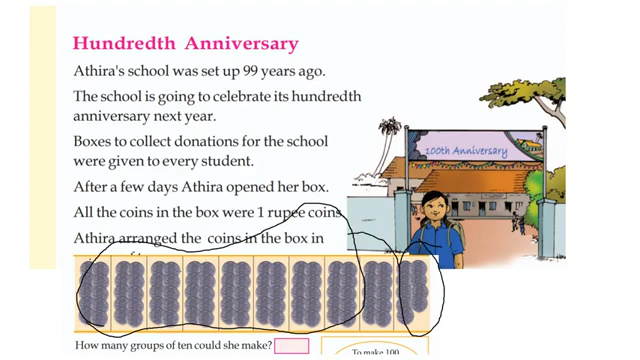 Hundredth Anniversary
Athira's school was set up 99 years ago.
The school is going to celebrate its hundredth
anniversary next year.
Boxes to collect donations for the school
were given to every student.
After a few days Athira opened her box.
All the coins in the box were 1 rupee coins.
Athira arranged the coins in the box in
100th Anniversary
How many groups of ten could she make?
To make 100